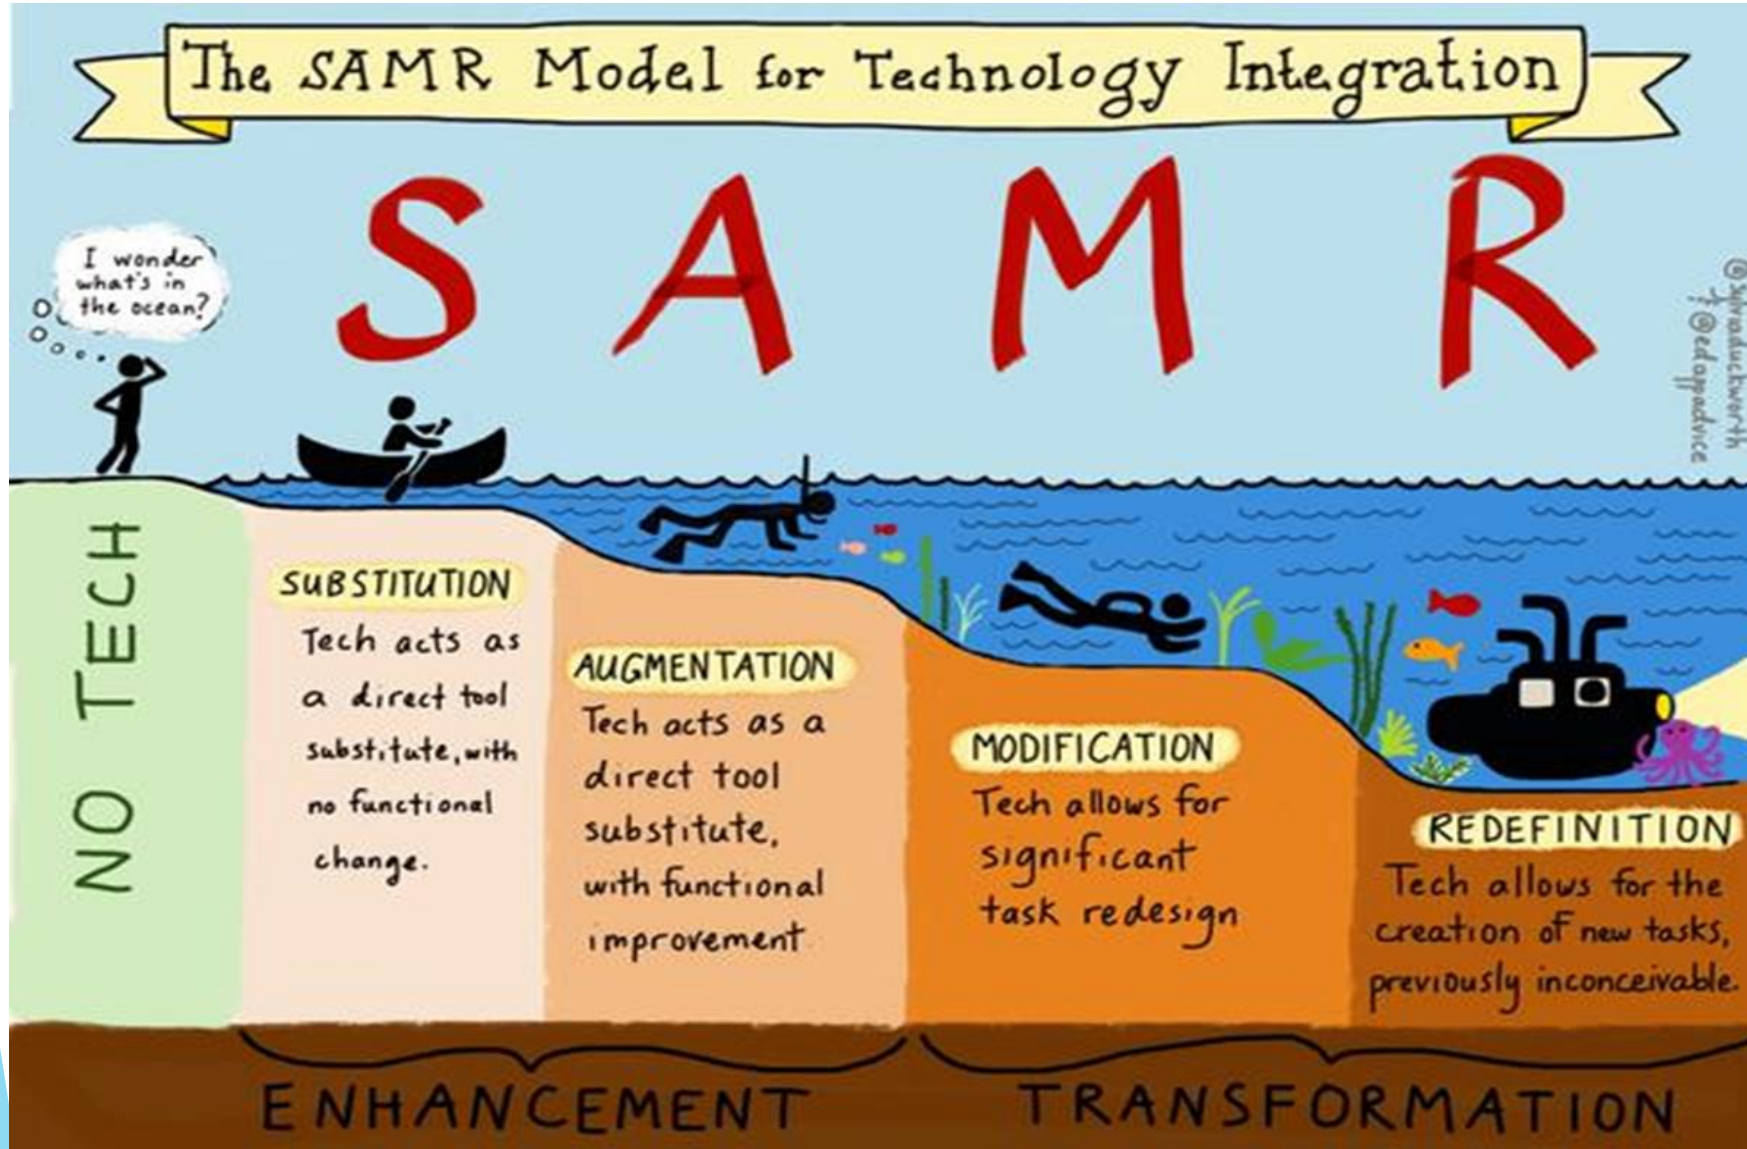 The SAMR Model for Technology Integration
S A M R
I wonder
what's in
the ocean?
@sylviaduckworth
@edappadvice
NO TECH
SUBSTITUTION
Tech acts as
a direct tool
substitute, with
no functional
change.
AUGMENTATION
Tech acts as a
direct tool
substitute,
with functional
improvement
MODIFICATION
Tech allows for
significant
task redesign
REDEFINITION
Tech allows for the
creation of new tasks,
previously inconceivable.
ENHANCEMENT
TRANSFORMATION